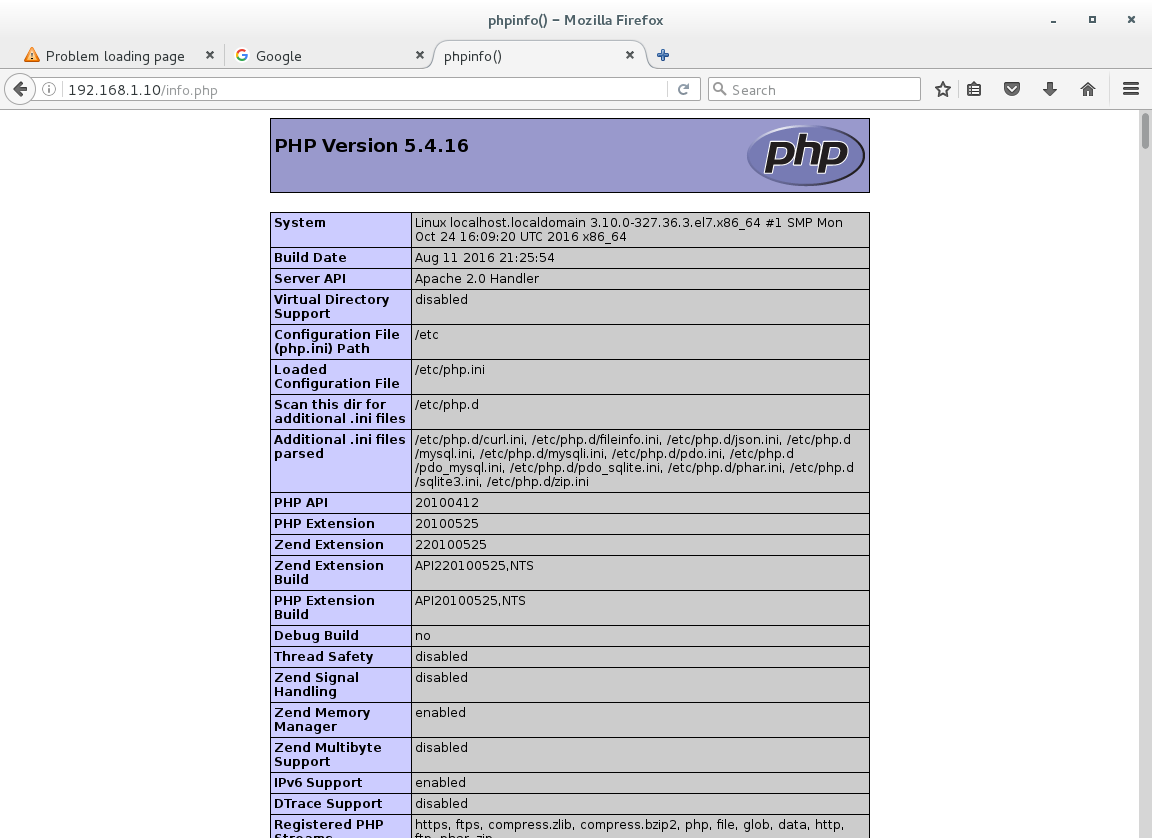 phpinfo() – Mozilla Firefox
Problem loading page
Google
phpinfo()
192.168.1.10/info.php
Search
PHP Version 5.4.16
php
System
Linux localhost.localdomain 3.10.0-327.36.3.el7.x86_64 #1 SMP Mon
Oct 24 16:09:20 UTC 2016 x86_64
Build Date
Aug 11 2016 21:25:54
Server API
Apache 2.0 Handler
Virtual Directory
Support
disabled
Configuration File
(php.ini) Path
/etc
Loaded
Configuration File
/etc/php.ini
Scan this dir for
additional .ini files
/etc/php.d
Additional .ini files
parsed
/etc/php.d/curl.ini, /etc/php.d/fileinfo.ini, /etc/php.d/json.ini, /etc/php.d
/mysql.ini, /etc/php.d/mysqli.ini, /etc/php.d/pdo.ini, /etc/php.d
/pdo_mysql.ini, /etc/php.d/pdo_sqlite.ini, /etc/php.d/phar.ini, /etc/php.d
/sqlite3.ini, /etc/php.d/zip.ini
PHP API
20100412
PHP Extension
20100525
Zend Extension
220100525
Zend Extension
Build
API220100525,NTS
PHP Extension
Build
API20100525,NTS
Debug Build
no
Thread Safety
disabled
Zend Signal
Handling
disabled
Zend Memory
Manager
enabled
Zend Multibyte
Support
disabled
IPv6 Support
enabled
DTrace Support
disabled
Registered PHP
Streams
https, ftps, compress.zlib, compress.bzip2, php, file, glob, data, http,
ftp, phar, zip